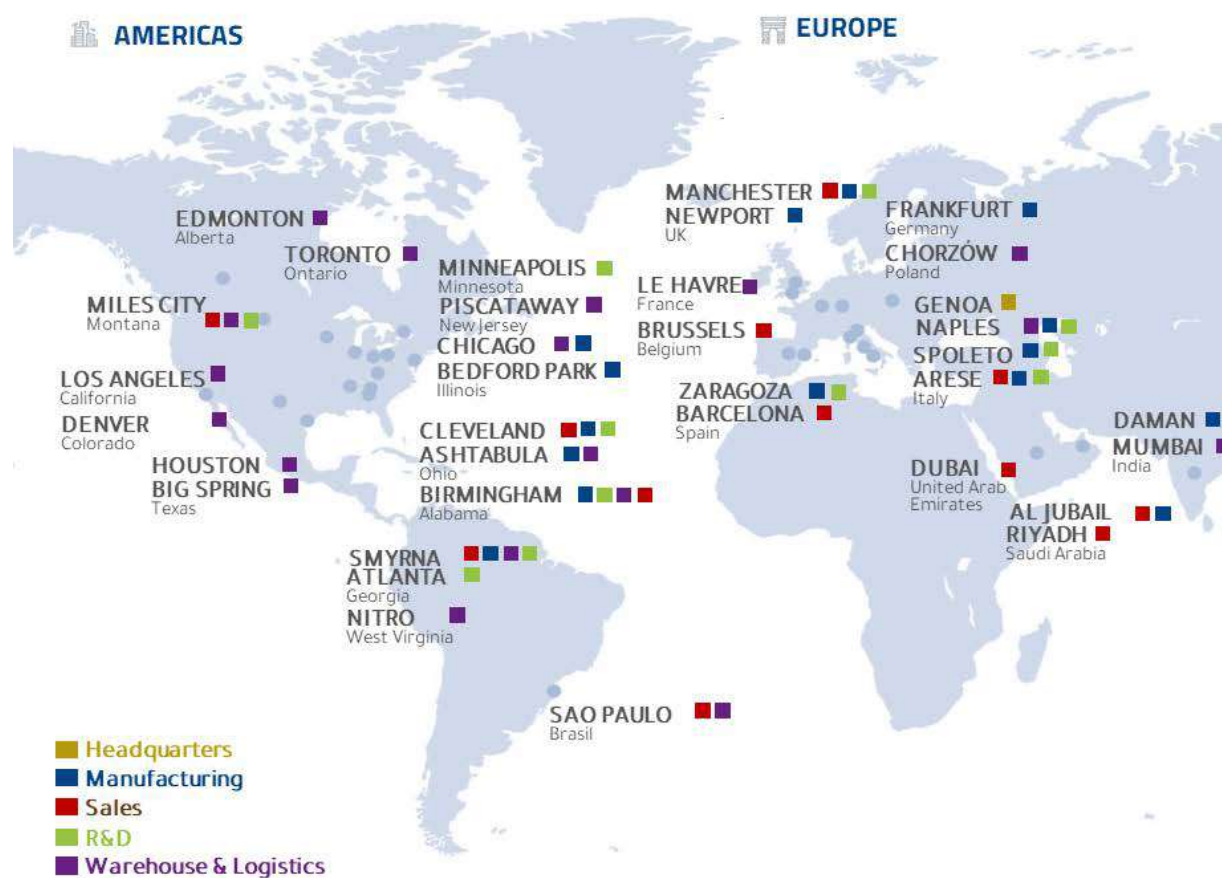 AMERICAS
EUROPE
EDMONTON
Alberta
TORONTO
Ontario
MILES CITY
Montana
LOS ANGELES
California
DENVER
Colorado
HOUSTON
BIG SPRING
Texas
MINNEAPOLIS
Minnesota
PISCATAWAY
New Jersey
CHICAGO
BEDFORD PARK
Illinois
CLEVELAND
ASHTABULA
Ohio
BIRMINGHAM
Alabama
SMYRNA
ATLANTA
Georgia
NITRO
West Virginia
SAO PAULO
Brasil
MANCHESTER
NEWPORT
UK
LE HAVRE
France
BRUSSELS
Belgium
ZARAGOZA
BARCELONA
Spain
FRANKFURT
Germany
CHORZÓW
Poland
GENOA
NAPLES
SPOLETO
ARESE
Italy
DUBAI
United Arab
Emirates
AL JUBAIL
RIYADH
Saudi Arabia
DAMAN
MUMBAI
India
Headquarters
Manufacturing
Sales
R&D
Warehouse & Logistics